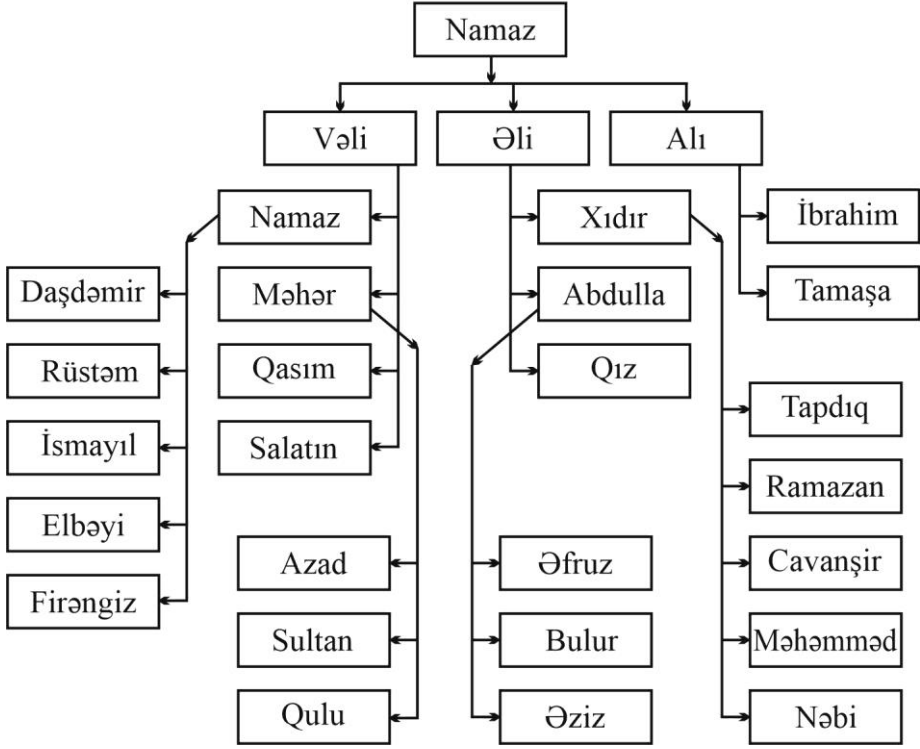 Namaz
Vəli
Əli
Alı
Namaz
Xıdır
İbrahim
Daşdəmir
Məhər
Abdulla
Tamaşa
Rüstəm
Qasım
Qız
Tapdıq
İsmayıl
Salatın
Ramazan
Elbəyi
Azad
Əfruz
Cavanşir
Firəngiz
Sultan
Bulur
Məhəmməd
Qulu
Əziz
Nəbi